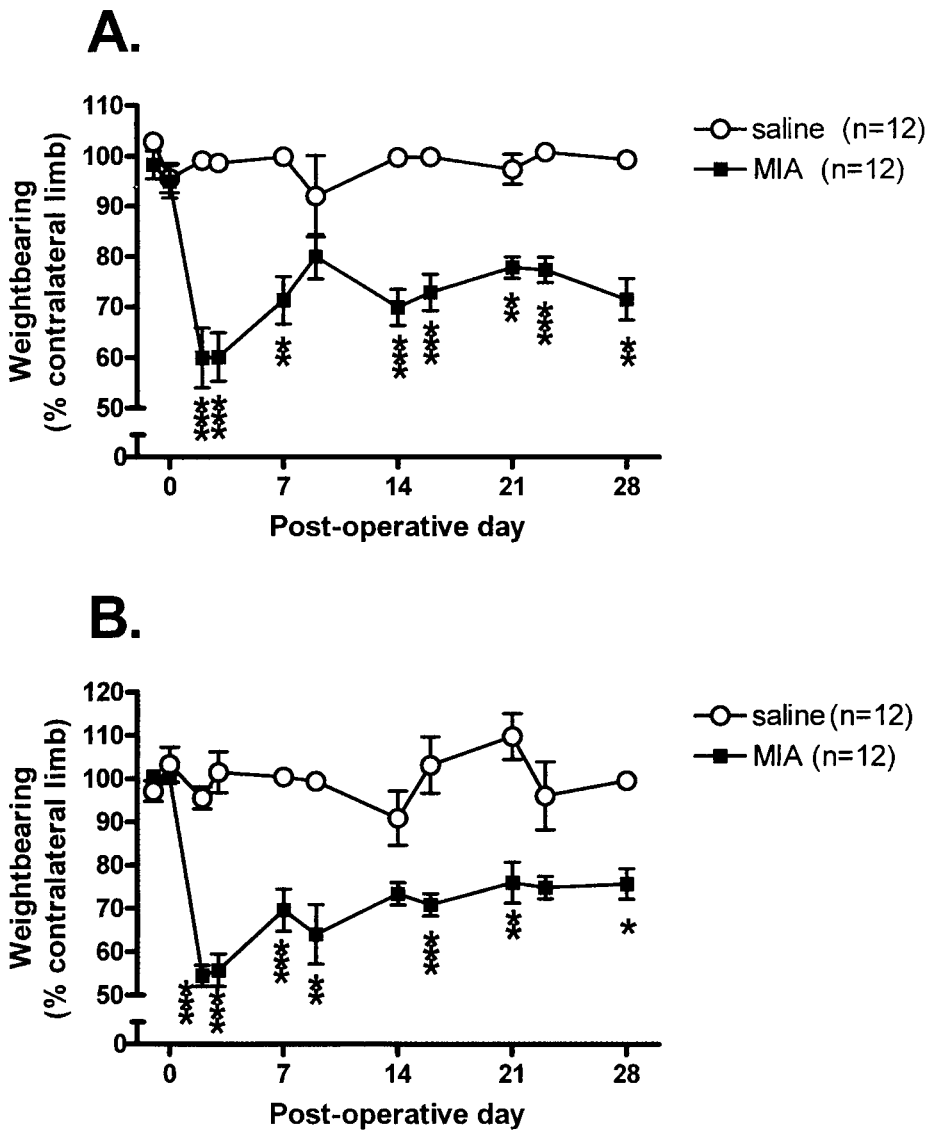 A.
110
100
90
80
70
60
50
0
Weightbearing
(% contralateral limb)
saline (n=12)
MIA (n=12)
***
***
**
***
***
**
***
**
0 7 14 21 28
Post-operative day
B.
120
110
100
90
80
70
60
50
0
Weightbearing
(% contralateral limb)
saline (n=12)
MIA (n=12)
***
***
***
**
***
**
*
0 7 14 21 28
Post-operative day